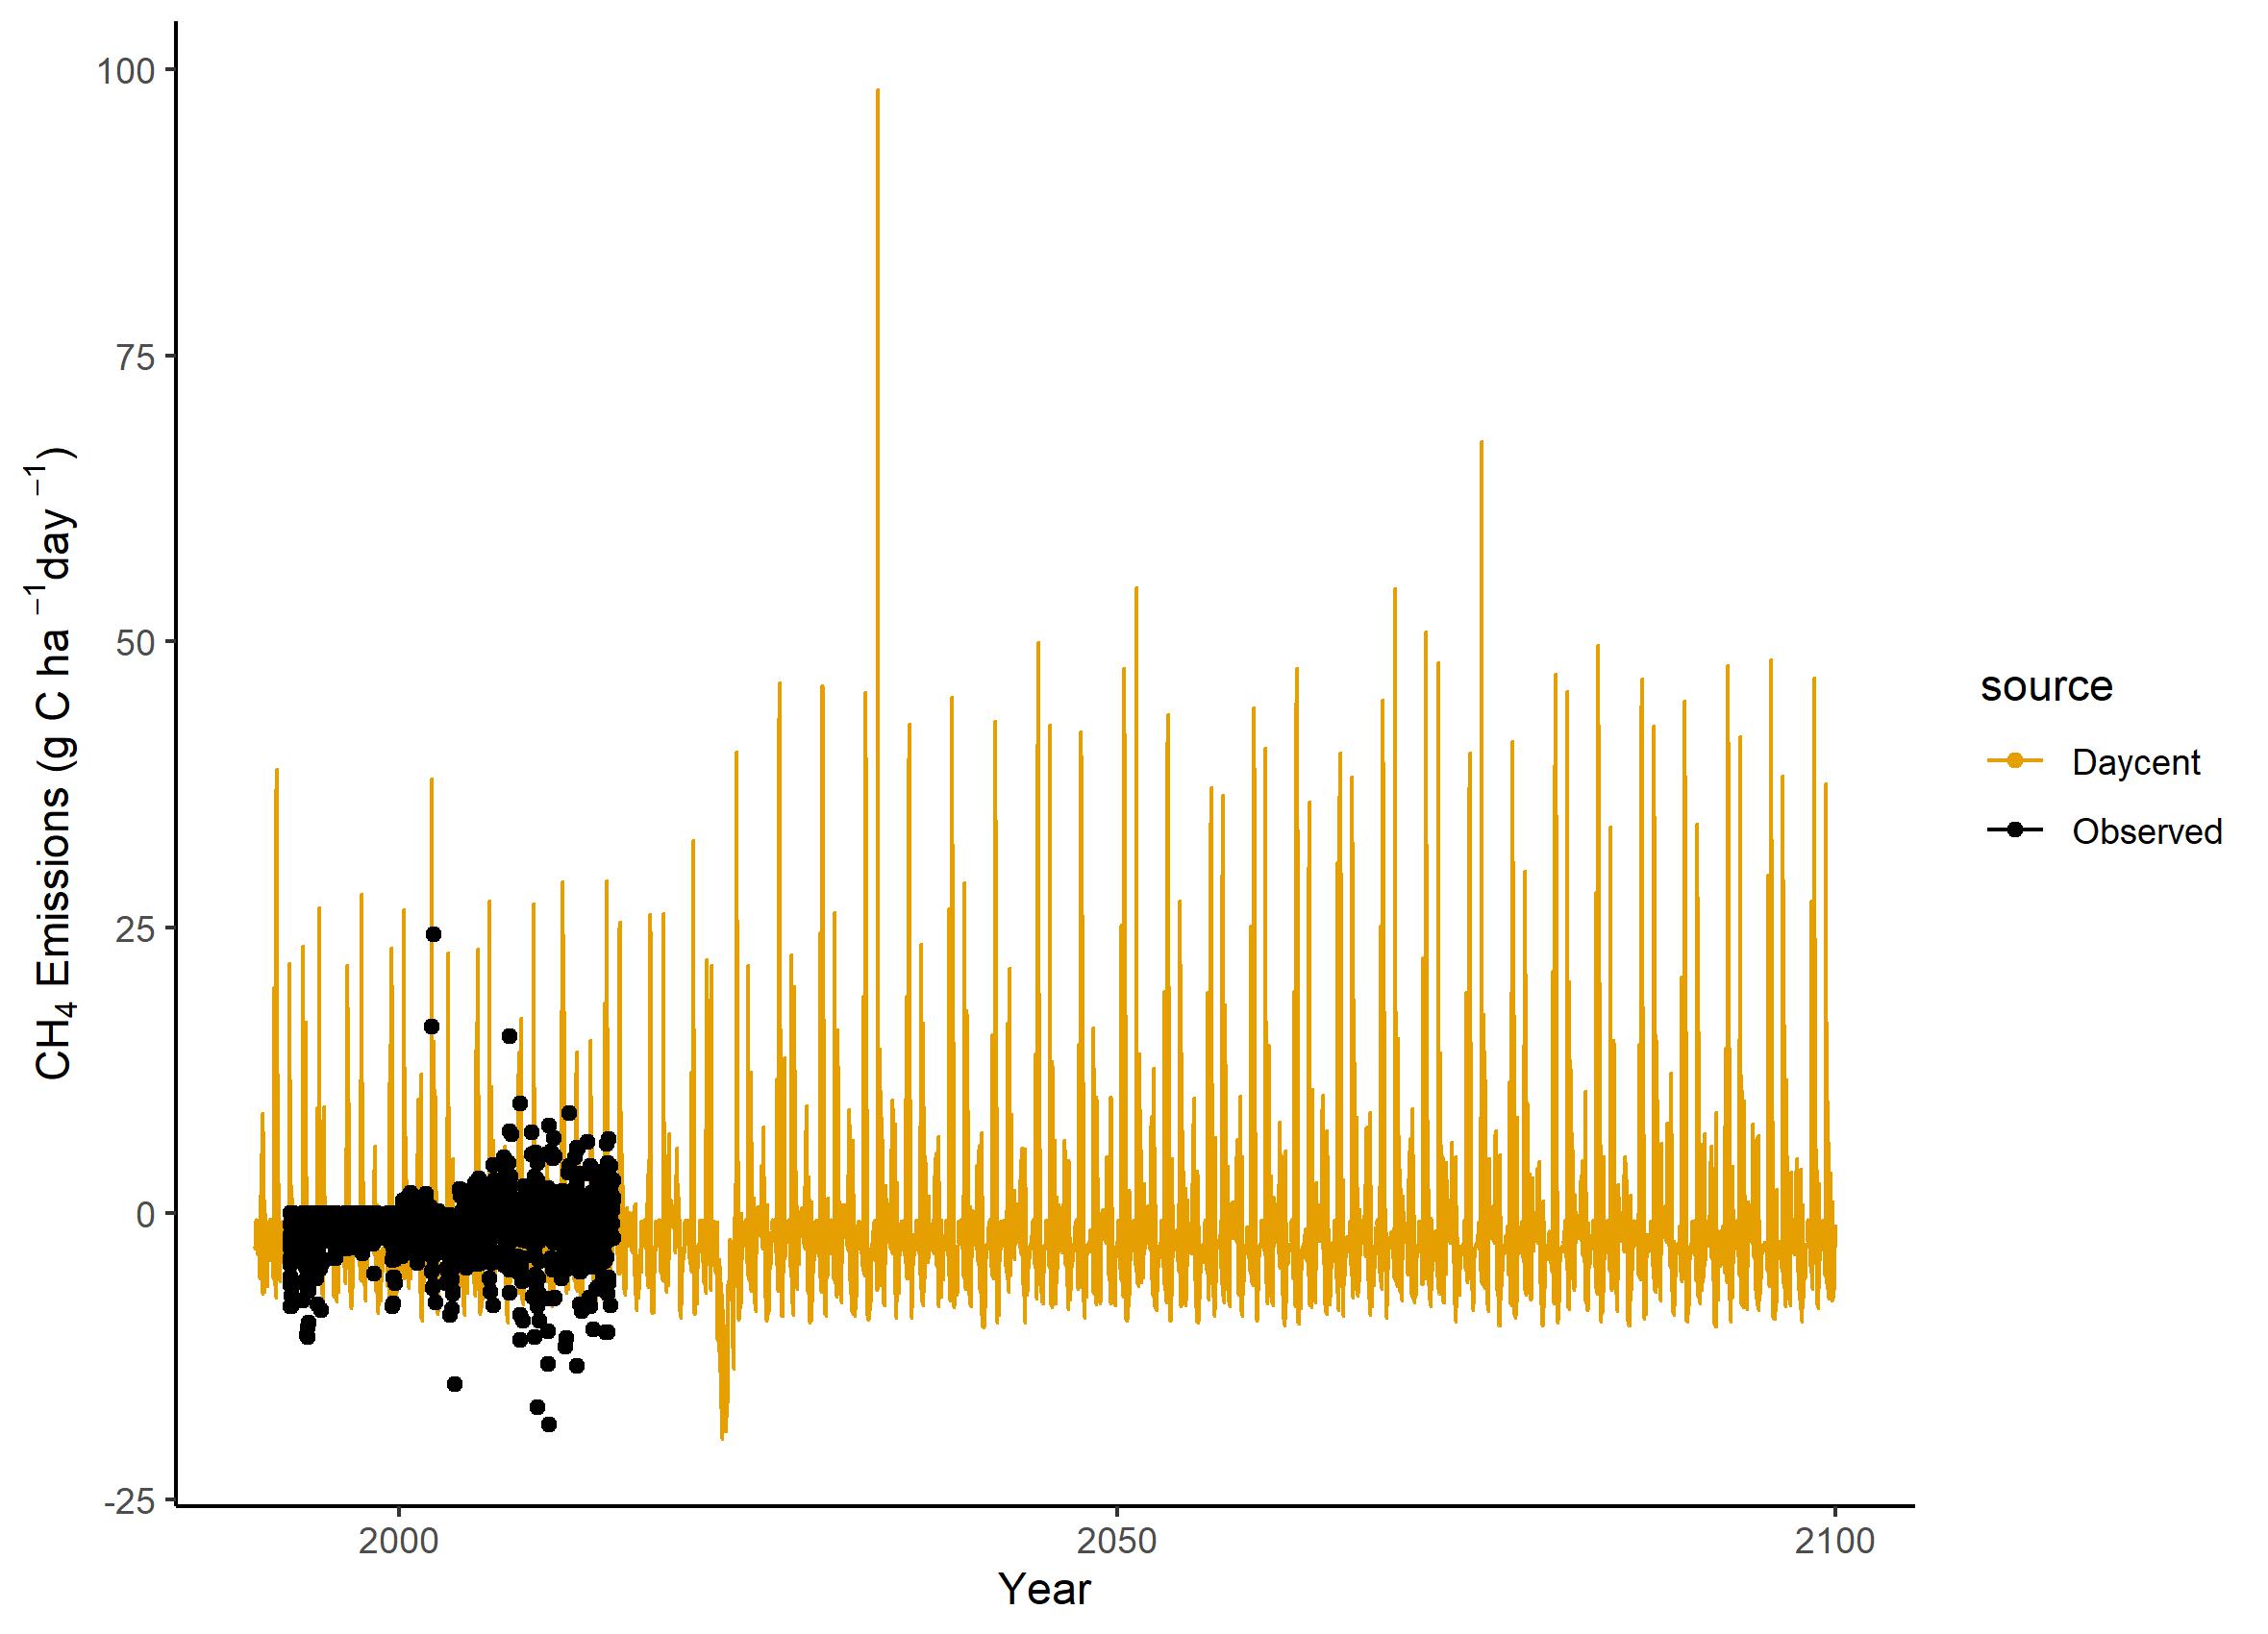 CH₄ Emissions (g C ha ⁻¹day ⁻¹)
100
75
50
25
0
-25
2000
2050
2100
Year
source
Daycent
Observed